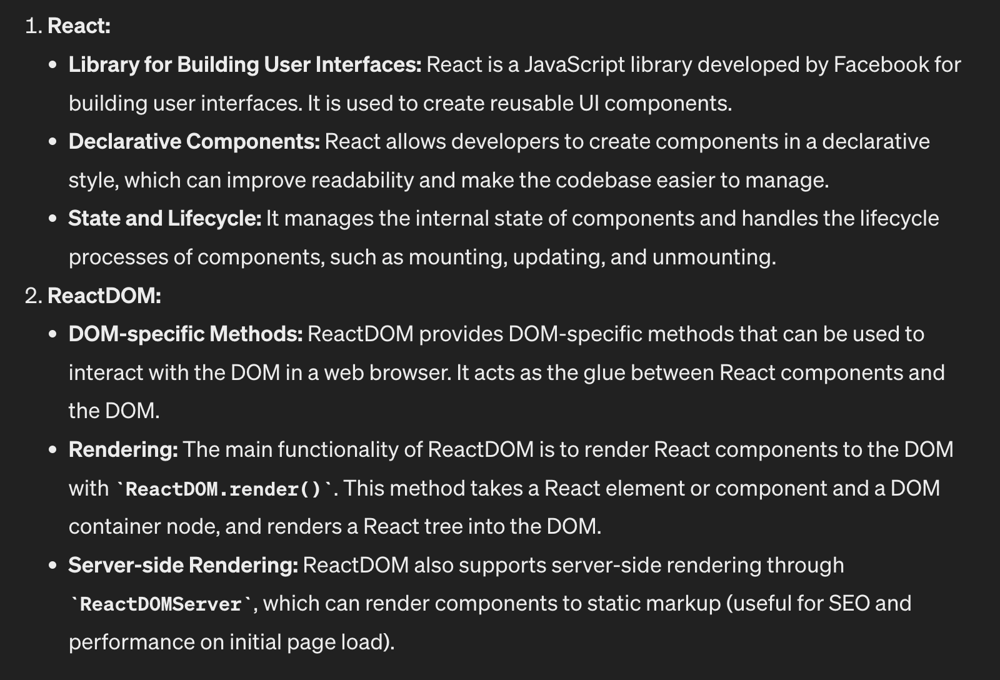 1. React:
• Library for Building User Interfaces: React is a JavaScript library developed by Facebook for
building user interfaces. It is used to create reusable UI components.
• Declarative Components: React allows developers to create components in a declarative
style, which can improve readability and make the codebase easier to manage.
• State and Lifecycle: It manages the internal state of components and handles the lifecycle
processes of components, such as mounting, updating, and unmounting.
2. ReactDOM:
• DOM-specific Methods: ReactDOM provides DOM-specific methods that can be used to
interact with the DOM in a web browser. It acts as the glue between React components and
the DOM.
• Rendering: The main functionality of ReactDOM is to render React components to the DOM
with `ReactDOM.render()`. This method takes a React element or component and a DOM
container node, and renders a React tree into the DOM.
• Server-side Rendering: ReactDOM also supports server-side rendering through
`ReactDOMServer`, which can render components to static markup (useful for SEO and
performance on initial page load).